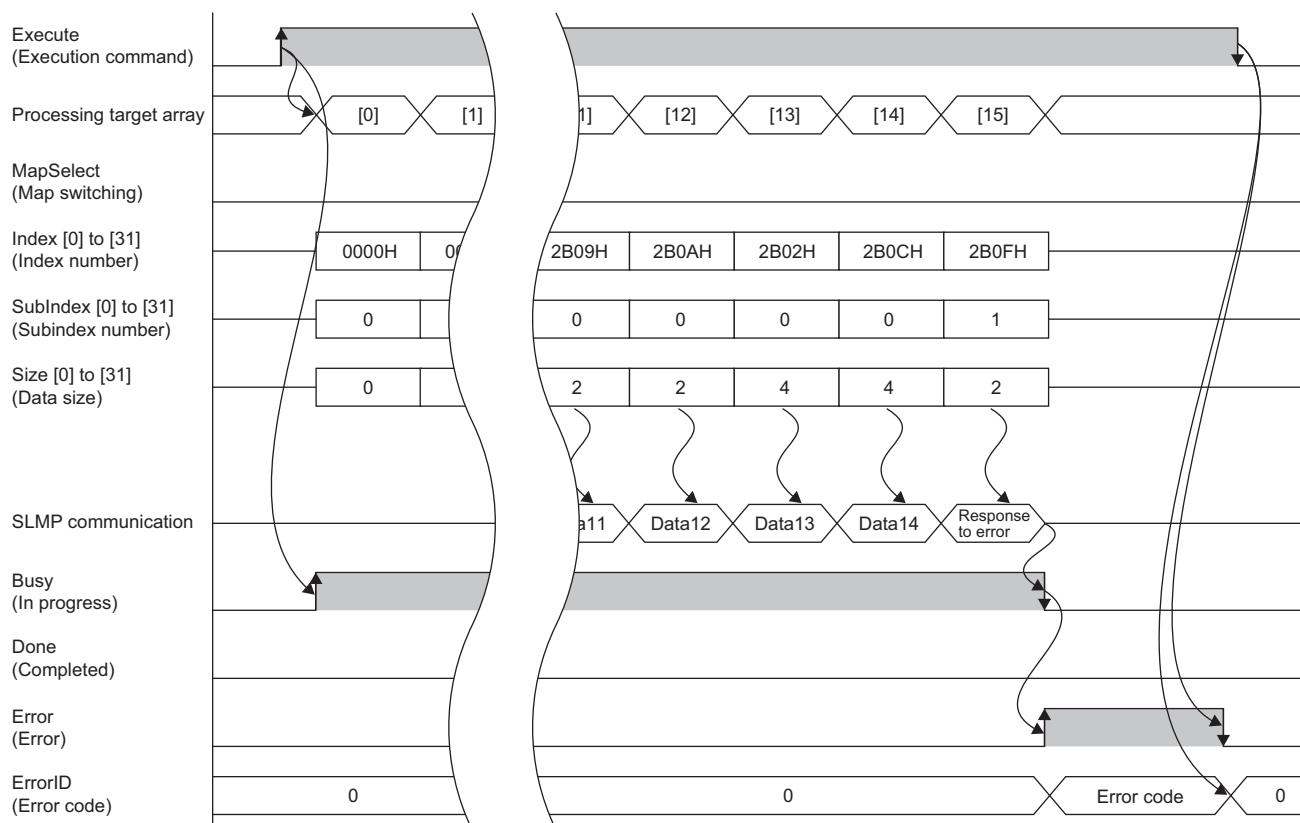 Execute
(Execution command)
Processing target array
[0] [1] 1] [12] [13] [14] [15]
MapSelect
(Map switching)
Index [0] to [31]
(Index number)
0000H 00 2B09H 2B0AH 2B02H 2B0CH 2B0FH
SubIndex [0] to [31]
(Subindex number)
0 0 0 0 0 1
Size [0] to [31]
(Data size)
0 2 2 4 4 2
SLMP communication
a11 Data12 Data13 Data14 Response
to error
Busy
(In progress)
Done
(Completed)
Error
(Error)
ErrorID
(Error code)
0 0 Error code 0